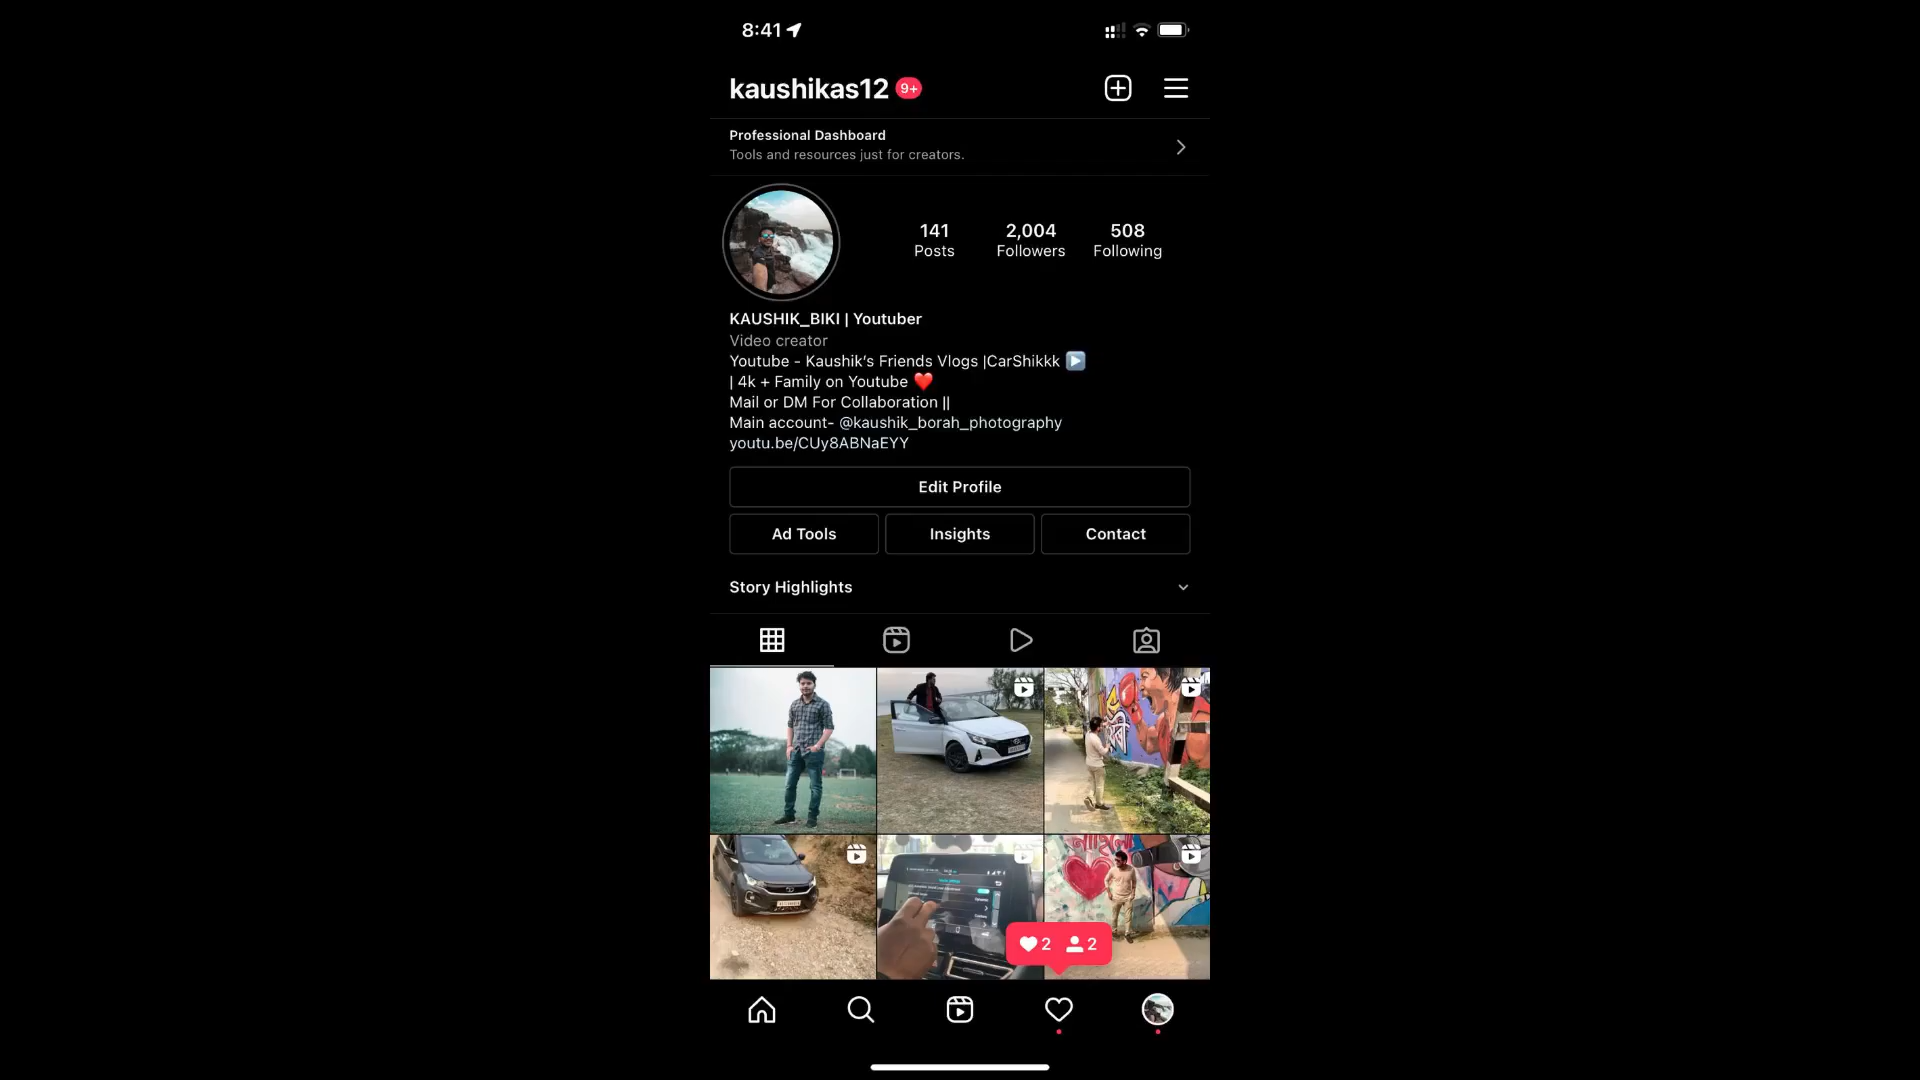 8:41
kaushikas12 9+
Professional Dashboard
Tools and resources just for creators.
141 2,004 508
Posts Followers Following
KAUSHIK_BIKI | Youtuber
Video creator
Youtube - Kaushik's Friends Vlogs |CarShikkk ▶️
| 4k + Family on Youtube ❤️
Mail or DM For Collaboration ||
Main account- @kaushik_borah_photography
youtu.be/CUy8ABNaEYY
Edit Profile
Ad Tools Insights Contact
Story Highlights
2 2